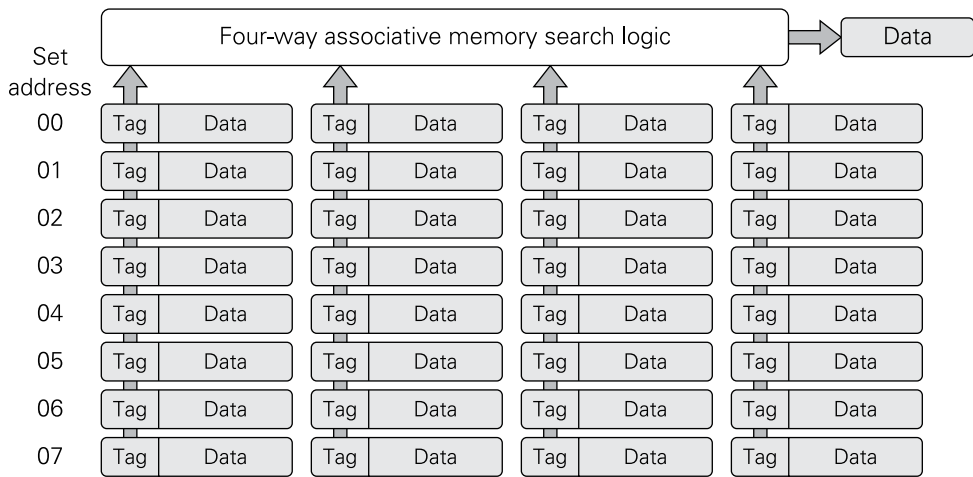 Four-way associative memory search logic Data
Set
address
00 Tag Data Tag Data Tag Data Tag Data
01 Tag Data Tag Data Tag Data Tag Data
02 Tag Data Tag Data Tag Data Tag Data
03 Tag Data Tag Data Tag Data Tag Data
04 Tag Data Tag Data Tag Data Tag Data
05 Tag Data Tag Data Tag Data Tag Data
06 Tag Data Tag Data Tag Data Tag Data
07 Tag Data Tag Data Tag Data Tag Data